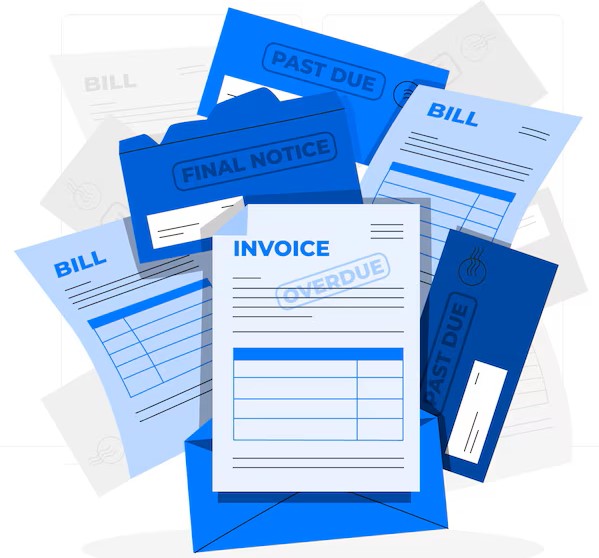 PAST DUE
BILL
BILL
FINAL NOTICE
INVOICE
OVERDUE
BILL
PAST DUE